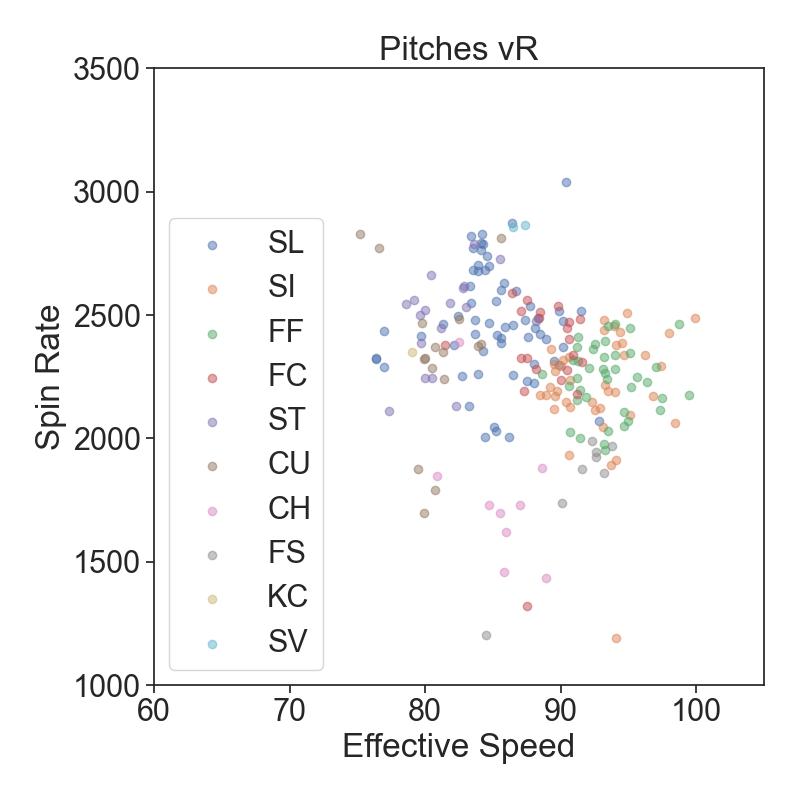 Pitches vR
3500
3000
2500
2000
1500
1000
Spin Rate
SL
SI
FF
FC
ST
CU
CH
FS
KC
SV
60 70 80 90 100
Effective Speed